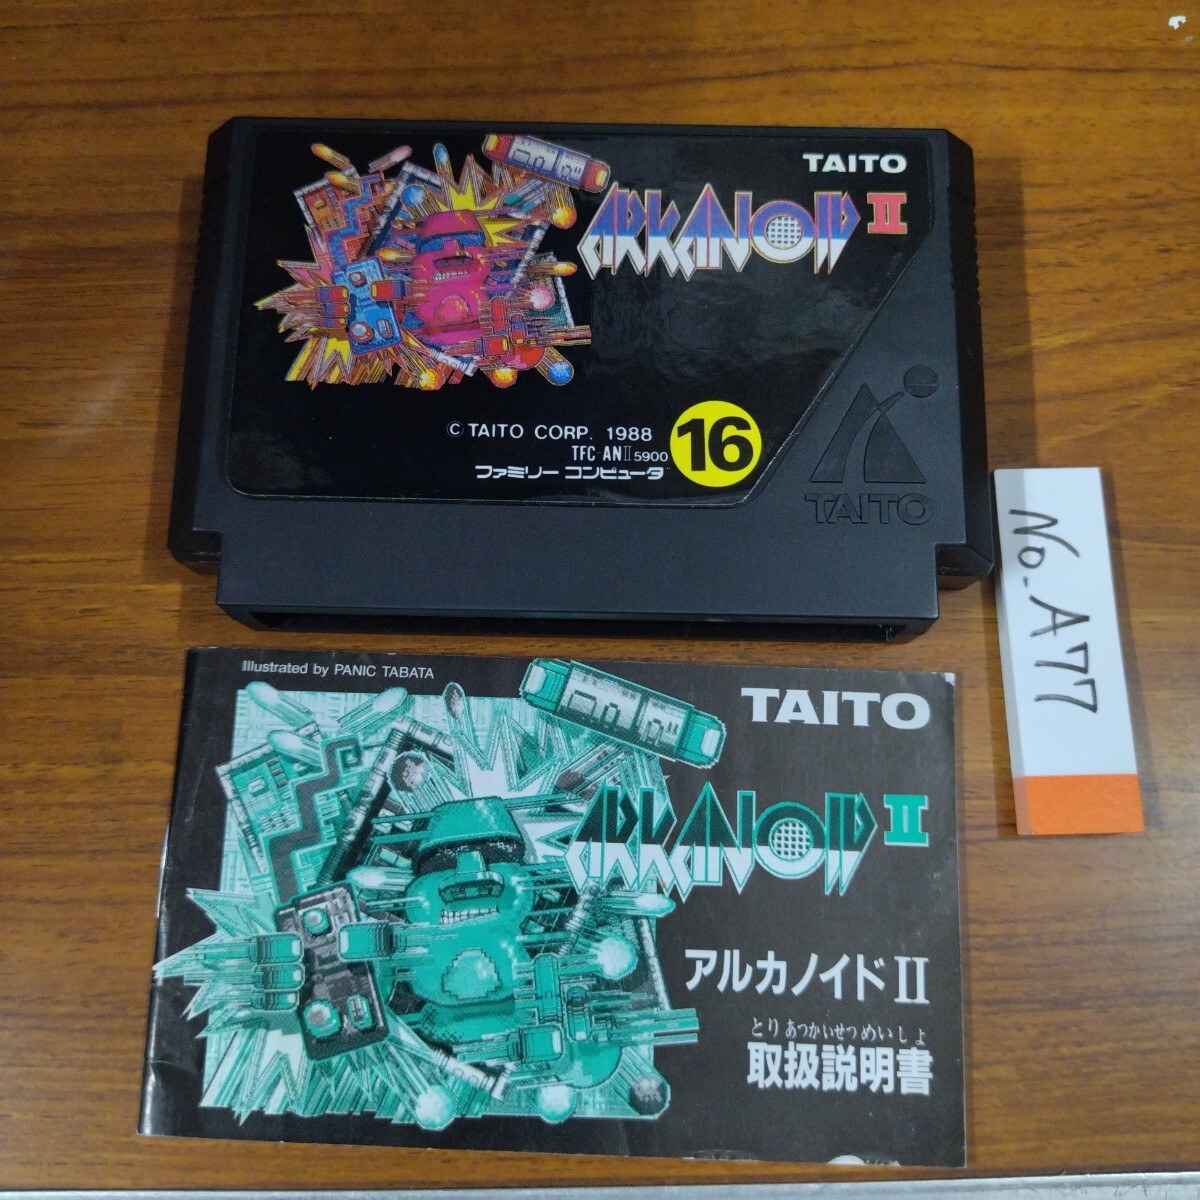 TAITO
ARKANOID II
© TAITO CORP. 1988
TFC-ANII 5900
ファミリーコンピュータ
16
TAITO
No. A77
Illustrated by PANIC TABATA
TAITO
ARKANOID II
アルカノイドII
とりあつかいせつめいしょ
取扱説明書